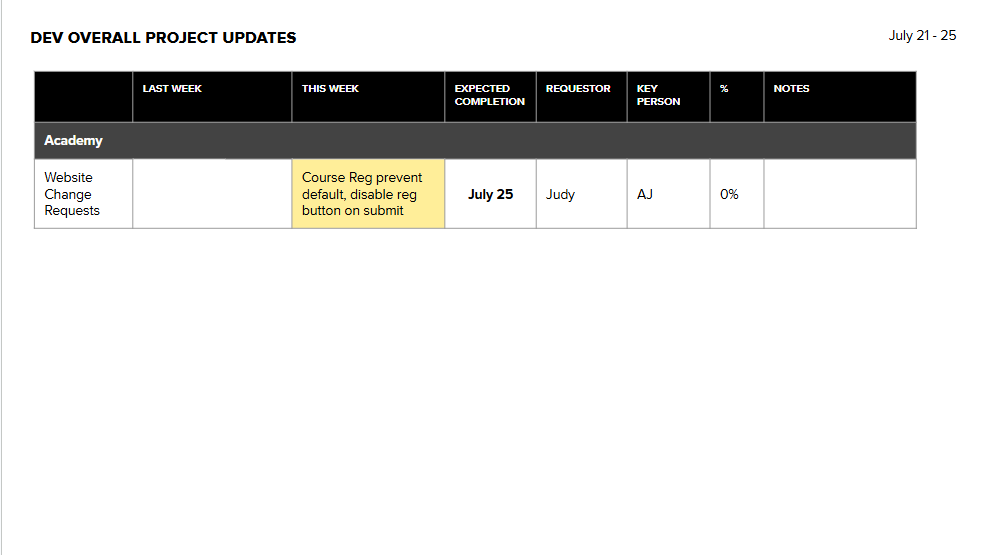 DEV OVERALL PROJECT UPDATES
July 21 - 25
LAST WEEK
THIS WEEK
EXPECTED
COMPLETION
REQUESTOR
KEY
PERSON
%
NOTES
Academy
Website
Change
Requests
Course Reg prevent
default, disable reg
button on submit
July 25
Judy
AJ
0%